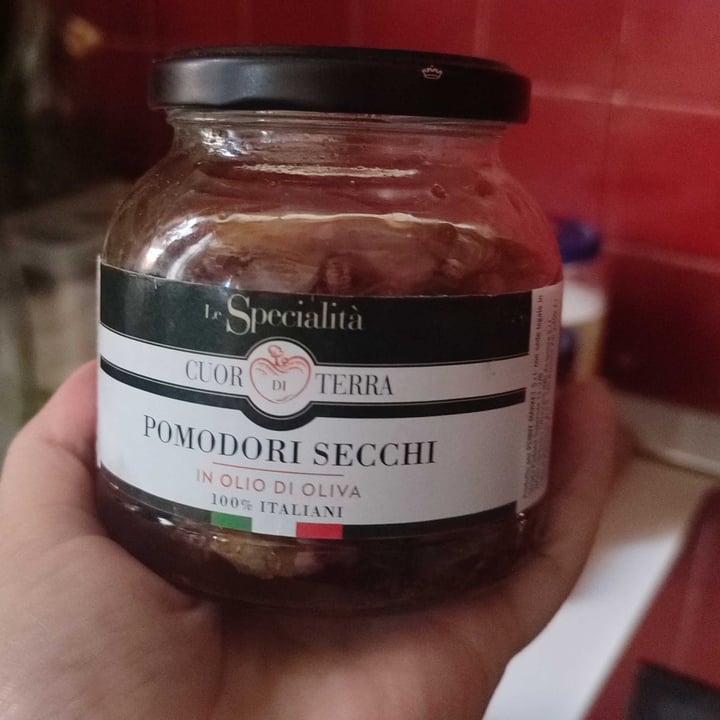 Le Specialità
CUOR DI TERRA
POMODORI SECCHI
IN OLIO DI OLIVA
100% ITALIANI